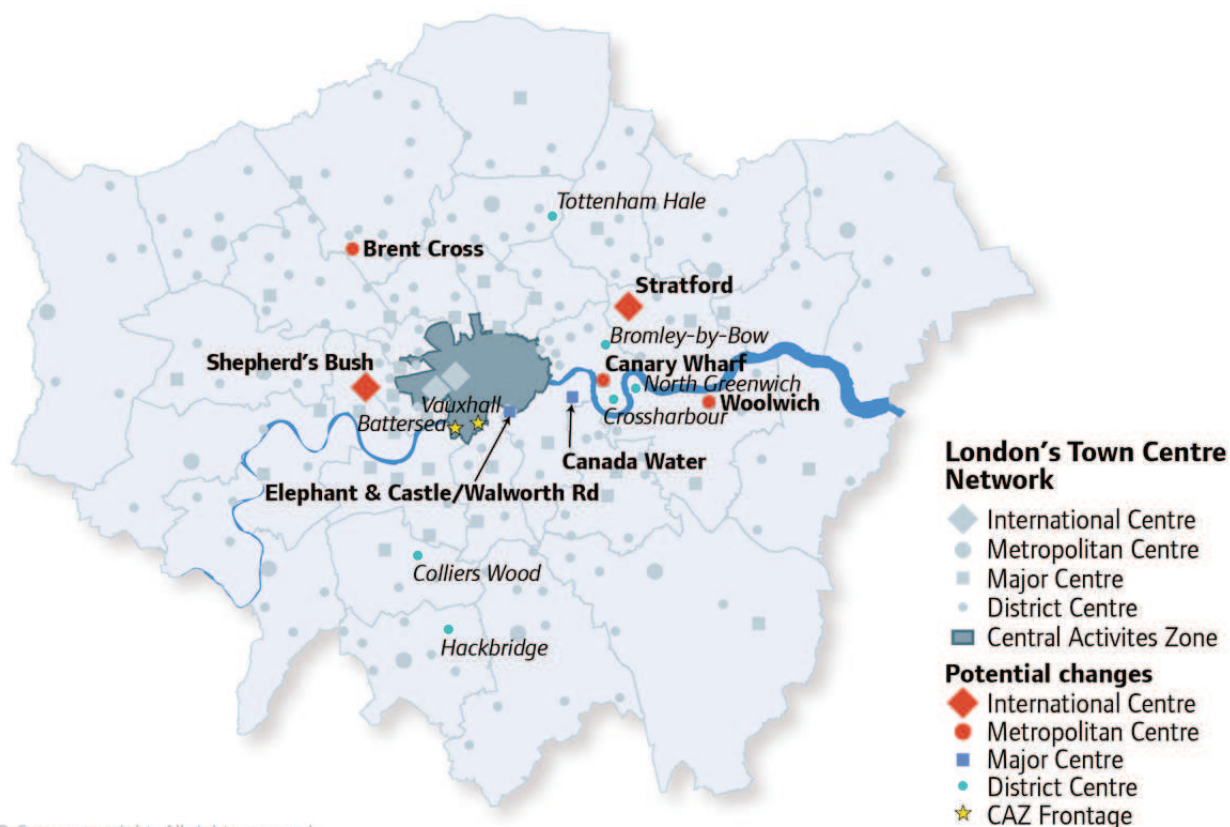 Tottenham Hale
Brent Cross
Stratford
Bromley-by-Bow
Shepherd's Bush
Canary Wharf
North Greenwich
Vauxhall
Woolwich
Battersea
Crossharbour
Canada Water
Elephant & Castle/Walworth Rd
Colliers Wood
Hackbridge
London's Town Centre
Network
International Centre
Metropolitan Centre
Major Centre
District Centre
Central Activites Zone
Potential changes
International Centre
Metropolitan Centre
Major Centre
District Centre
CAZ Frontage